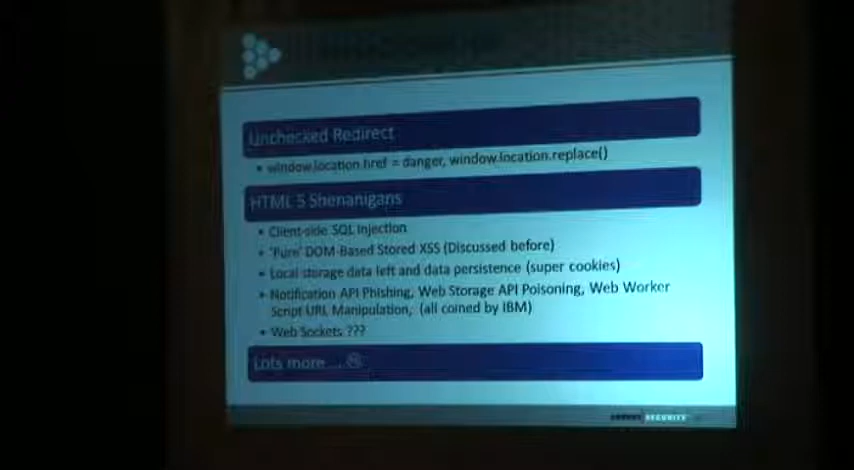 Unchecked Redirect
• window.location.href = danger, window.location.replace()
HTML 5 Shenanigans
• Client-side SQL Injection
• 'Pure' DOM-Based Stored XSS (Discussed before)
• Local storage data left and data persistence (super cookies)
• Notification API Phishing, Web Storage API Poisoning, Web Worker
Script URL Manipulation, (all coined by IBM)
• Web Sockets ???
Lots more.... ☹
SECURITY